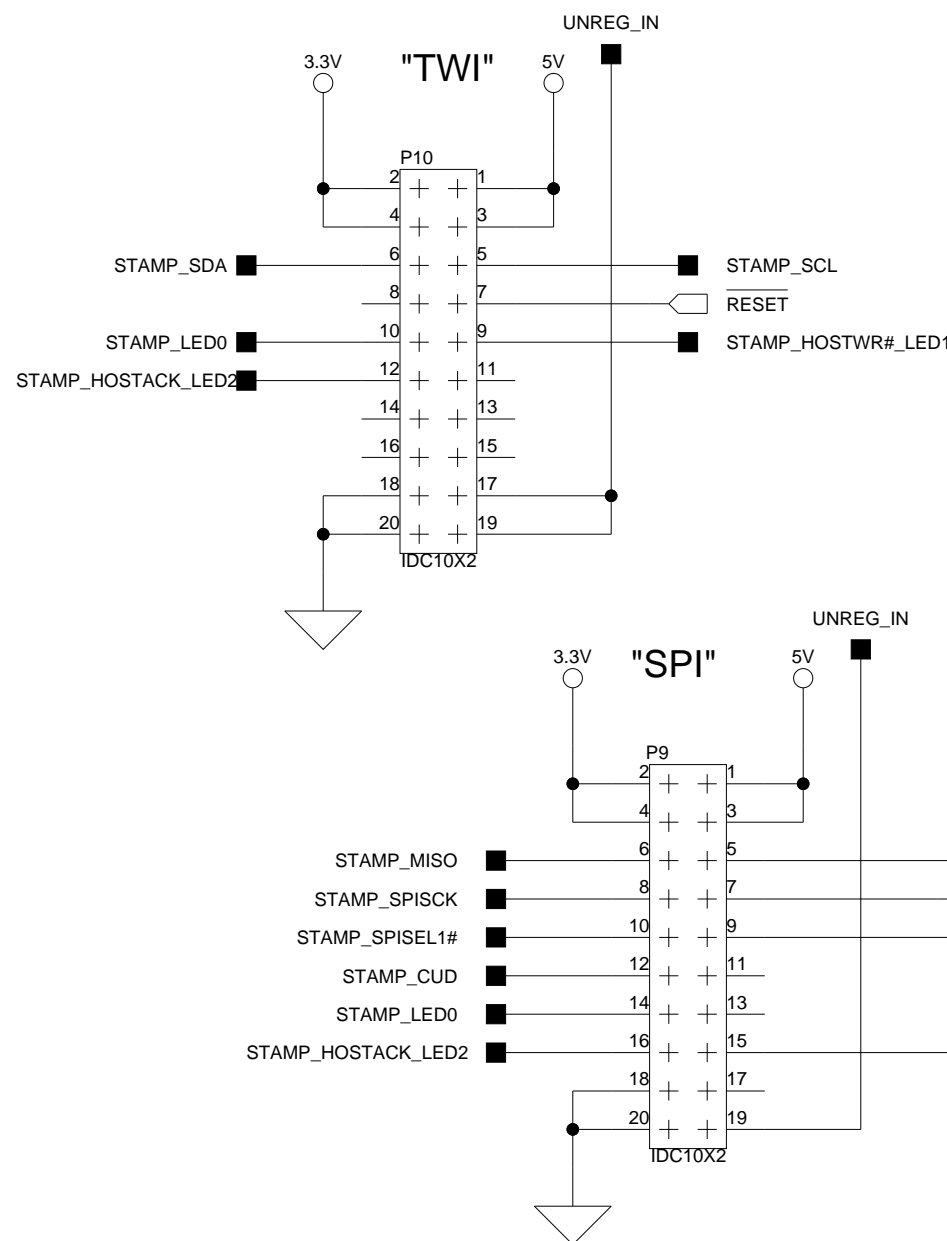 UNREG_IN
3.3V "TWI" 5V
P10
2 1
4 3
STAMP_SDA 6 5 STAMP_SCL
8 7 RESET
STAMP_LED0 10 9 STAMP_HOSTWR#_LED1
STAMP_HOSTACK_LED2 12 11
14 13
16 15
18 17
20 19
IDC10X2
UNREG_IN
3.3V "SPI" 5V
P9
2 1
4 3
STAMP_MISO 6 5
STAMP_SPISCK 8 7
STAMP_SPISEL1# 10 9
STAMP_CUD 12 11
STAMP_LED0 14 13
STAMP_HOSTACK_LED2 16 15
18 17
20 19
IDC10X2